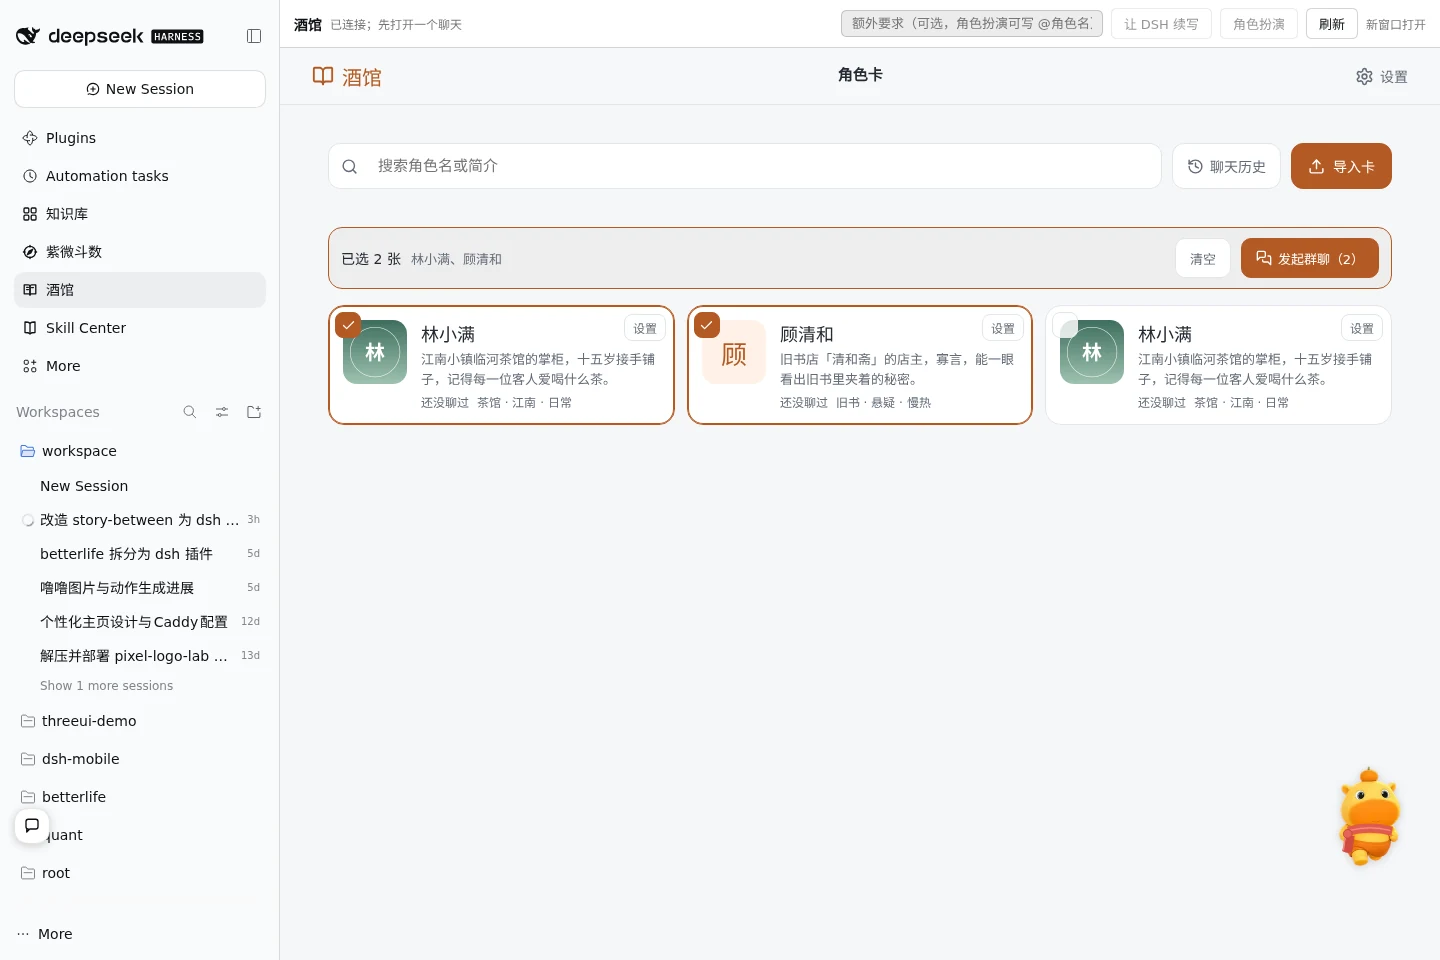 deepseek HARNESS
New Session
Plugins
Automation tasks
知识库
紫微斗数
酒馆
Skill Center
More
Workspaces
workspace
New Session
改造 story-between 为 dsh ... 3h
betterlife 拆分为 dsh 插件 5d
噜噜图片与动作生成进展 5d
个性化主页设计与Caddy配置 12d
解压并部署 pixel-logo-lab ... 13d
Show 1 more sessions
threeui-demo
dsh-mobile
betterlife
quant
root
More
酒馆 已连接；先打开一个聊天
额外要求（可选，角色扮演可写 @角色名
让 DSH 续写
角色扮演
刷新
新窗口打开
酒馆
角色卡
设置
搜索角色名或简介
聊天历史
导入卡
已选 2 张 林小满、顾清和
清空
发起群聊（2）
林
林小满
设置
江南小镇临河茶馆的掌柜，十五岁接手铺
子，记得每一位客人爱喝什么茶。
还没聊过 茶馆 · 江南 · 日常
顾
顾清和
设置
旧书店「清和斋」的店主，寡言，能一眼
看出旧书里夹着的秘密。
还没聊过 旧书 · 悬疑 · 慢热
林
林小满
设置
江南小镇临河茶馆的掌柜，十五岁接手铺
子，记得每一位客人爱喝什么茶。
还没聊过 茶馆 · 江南 · 日常